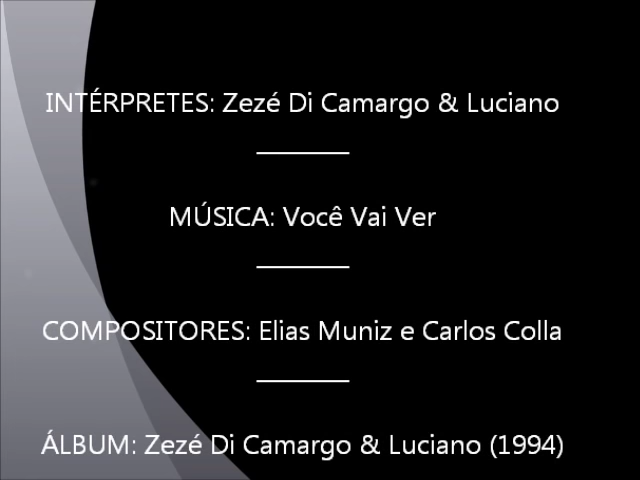 INTÉRPRETES: Zezé Di Camargo & Luciano
MÚSICA: Você Vai Ver
COMPOSITORES: Elias Muniz e Carlos Colla
ÁLBUM: Zezé Di Camargo & Luciano (1994)